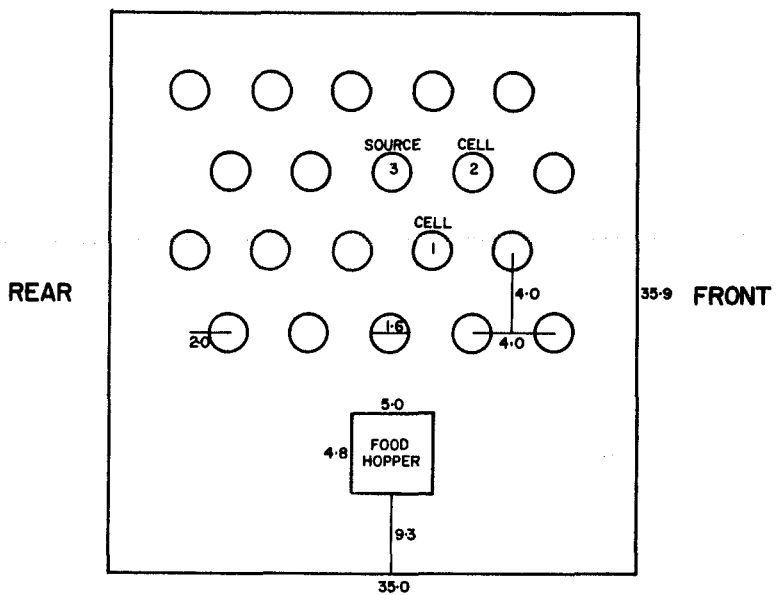 SOURCE CELL
3 2
CELL
1
REAR
4·0
35·9
FRONT
1·6
2·0
4·0
5·0
4·8
FOOD
HOPPER
9·3
35·0